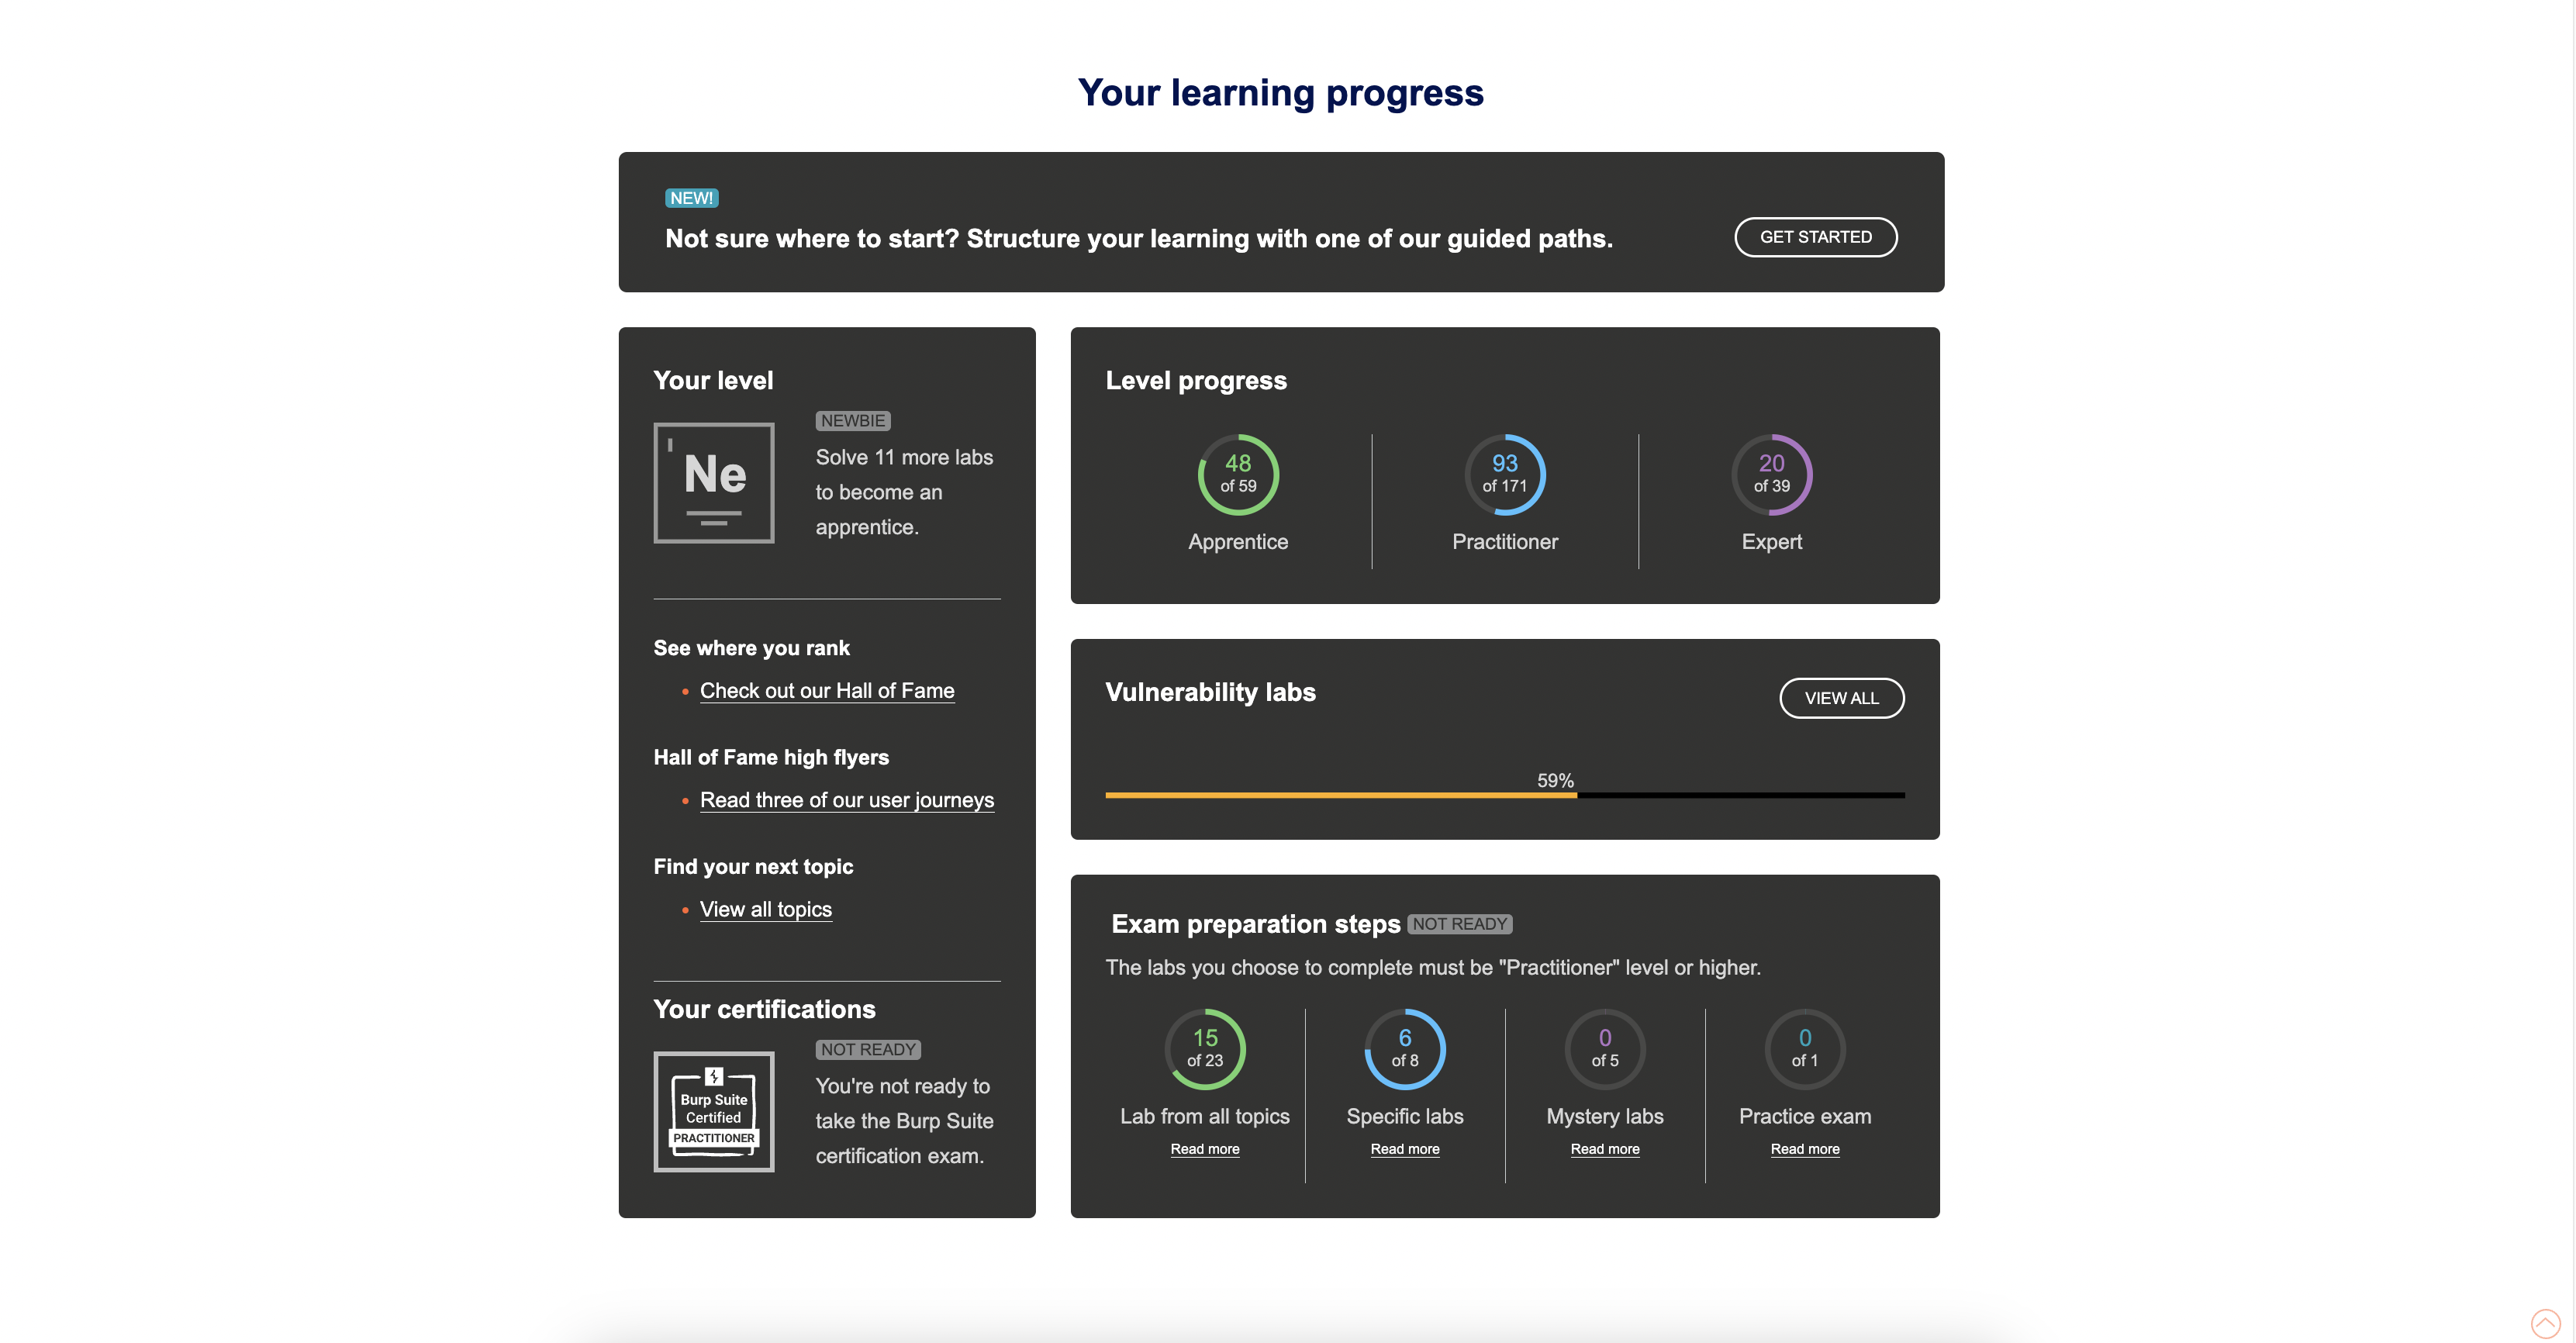 Your learning progress
NEW!
Not sure where to start? Structure your learning with one of our guided paths.
GET STARTED
Your level
Ne
NEWBIE
Solve 11 more labs
to become an
apprentice.
See where you rank
Check out our Hall of Fame
Hall of Fame high flyers
Read three of our user journeys
Find your next topic
View all topics
Your certifications
Burp Suite
Certified
PRACTITIONER
NOT READY
You're not ready to
take the Burp Suite
certification exam.
Level progress
48
of 59
Apprentice
93
of 171
Practitioner
20
of 39
Expert
Vulnerability labs
VIEW ALL
59%
Exam preparation steps NOT READY
The labs you choose to complete must be "Practitioner" level or higher.
15
of 23
Lab from all topics
Read more
6
of 8
Specific labs
Read more
0
of 5
Mystery labs
Read more
0
of 1
Practice exam
Read more